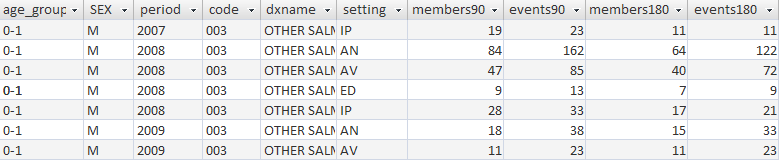 age_group SEX period code dxname setting members90 events90 members180 events180
0-1 M 2007 003 OTHER SALM IP 19 23 11 11
0-1 M 2008 003 OTHER SALM AN 84 162 64 122
0-1 M 2008 003 OTHER SALM AV 47 85 40 72
0-1 M 2008 003 OTHER SALM ED 9 13 7 9
0-1 M 2008 003 OTHER SALM IP 28 33 17 21
0-1 M 2009 003 OTHER SALM AN 18 38 15 33
0-1 M 2009 003 OTHER SALM AV 11 23 11 23